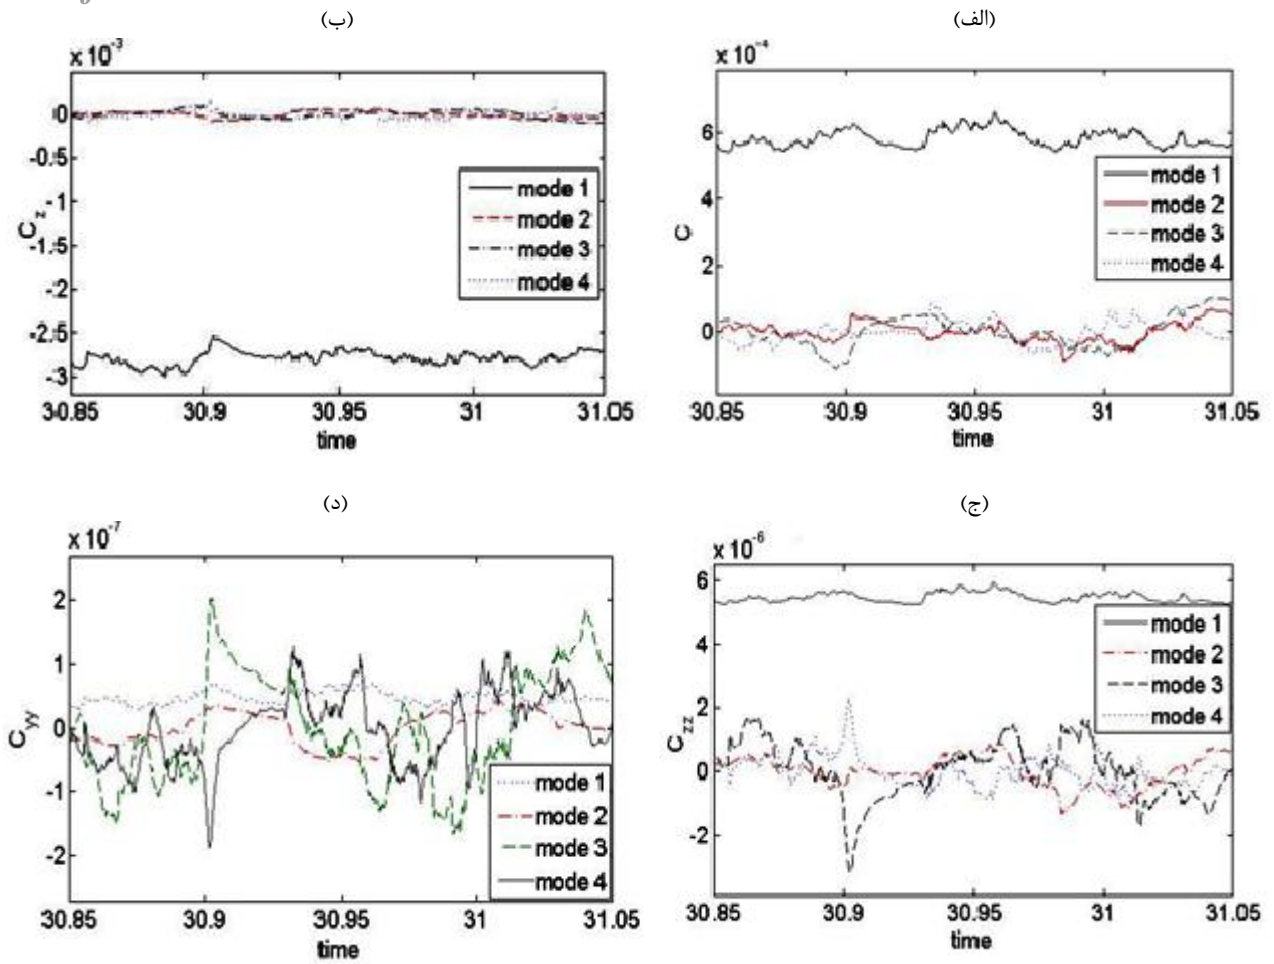 (ب)
(الف)
x 10⁻³
0
-0.5
-1
-1.5
-2
-2.5
-3
C_z
30.85 30.9 30.95 31 31.05
time
mode 1
mode 2
mode 3
mode 4
x 10⁻⁴
6
4
2
0
C
30.85 30.9 30.95 31 31.05
time
mode 1
mode 2
mode 3
mode 4
(د)
(ج)
x 10⁻⁷
2
1
0
-1
-2
C_yy
30.85 30.9 30.95 31 31.05
time
mode 1
mode 2
mode 3
mode 4
x 10⁻⁶
6
4
2
0
-2
C_zz
30.85 30.9 30.95 31 31.05
time
mode 1
mode 2
mode 3
mode 4